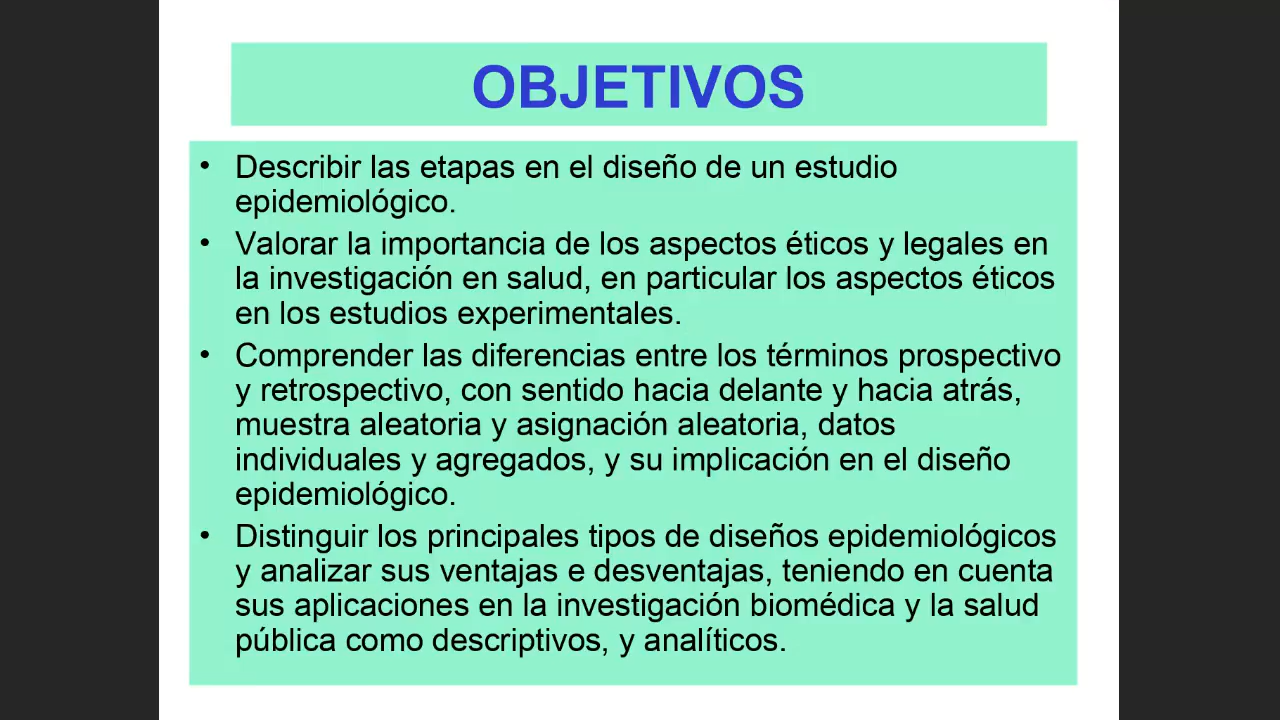 OBJETIVOS
• Describir las etapas en el diseño de un estudio
epidemiológico.
• Valorar la importancia de los aspectos éticos y legales en
la investigación en salud, en particular los aspectos éticos
en los estudios experimentales.
• Comprender las diferencias entre los términos prospectivo
y retrospectivo, con sentido hacia delante y hacia atrás,
muestra aleatoria y asignación aleatoria, datos
individuales y agregados, y su implicación en el diseño
epidemiológico.
• Distinguir los principales tipos de diseños epidemiológicos
y analizar sus ventajas e desventajas, teniendo en cuenta
sus aplicaciones en la investigación biomédica y la salud
pública como descriptivos, y analíticos.